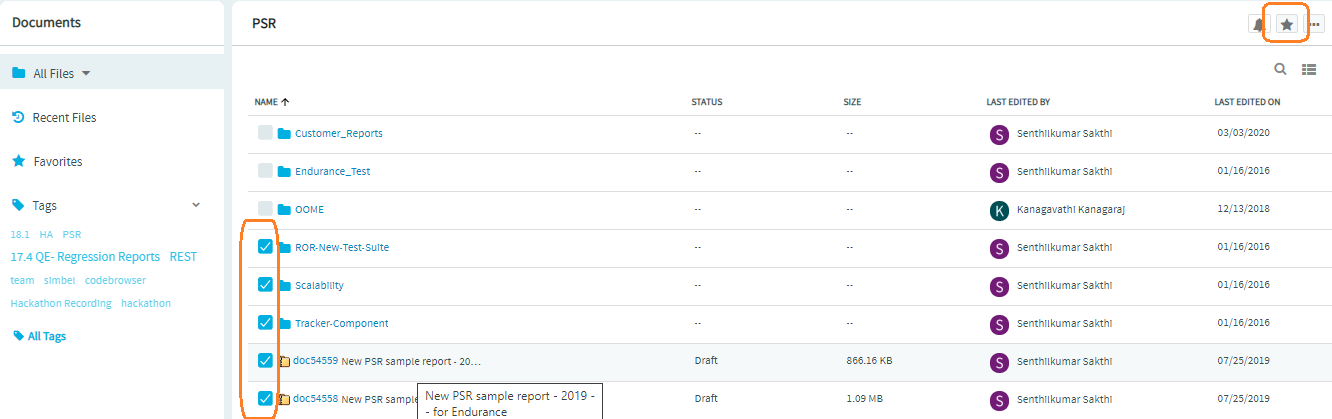 Documents
All Files
Recent Files
Favorites
Tags
18.1 HA PSR
17.4 QE- Regression Reports REST
team simbel codebrowser
Hackathon Recording hackathon
All Tags
PSR
NAME STATUS SIZE LAST EDITED BY LAST EDITED ON
Customer_Reports -- -- S Senthilkumar Sakthi 03/03/2020
Endurance_Test -- -- S Senthilkumar Sakthi 01/16/2016
OOME -- -- K Kanagavathi Kanagaraj 12/13/2018
ROR-New-Test-Suite -- -- S Senthilkumar Sakthi 01/16/2016
Scalability -- -- S Senthilkumar Sakthi 01/16/2016
Tracker-Component -- -- S Senthilkumar Sakthi 01/16/2016
doc54559 New PSR sample report - 20... Draft 866.16 KB S Senthilkumar Sakthi 07/25/2019
doc54558 New PSR sample Draft 1.09 MB S Senthilkumar Sakthi 07/25/2019
New PSR sample report - 2019 -
- for Endurance